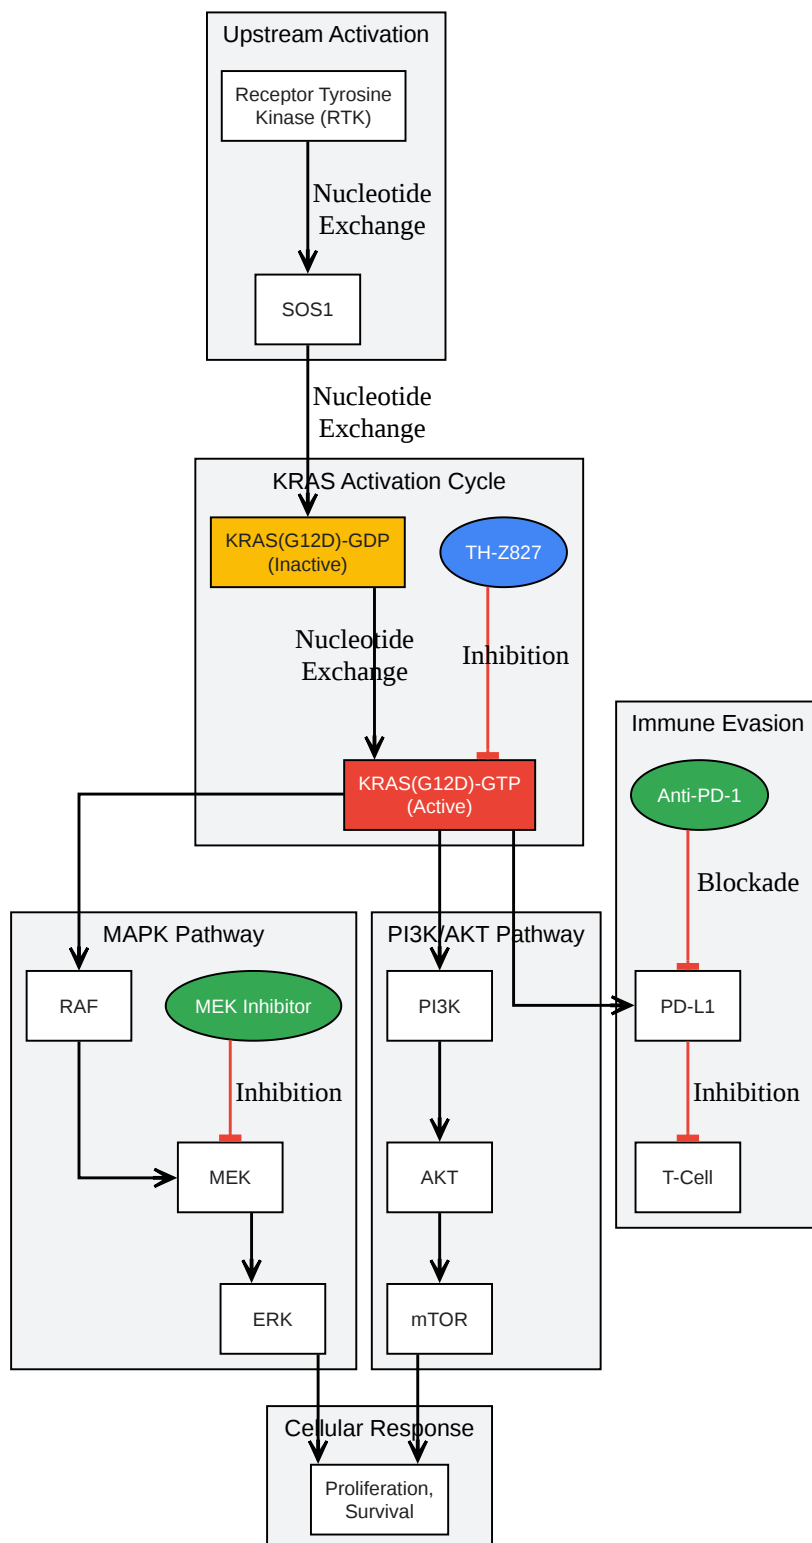 Upstream Activation
Receptor Tyrosine
Kinase (RTK)
Nucleotide
Exchange
SOS1
Nucleotide
Exchange
KRAS Activation Cycle
KRAS(G12D)-GDP
(Inactive)
TH-Z827
Nucleotide
Exchange
Inhibition
KRAS(G12D)-GTP
(Active)
Immune Evasion
Anti-PD-1
Blockade
PD-L1
Inhibition
T-Cell
MAPK Pathway
RAF
MEK Inhibitor
Inhibition
MEK
ERK
PI3K/AKT Pathway
PI3K
AKT
mTOR
Cellular Response
Proliferation,
Survival